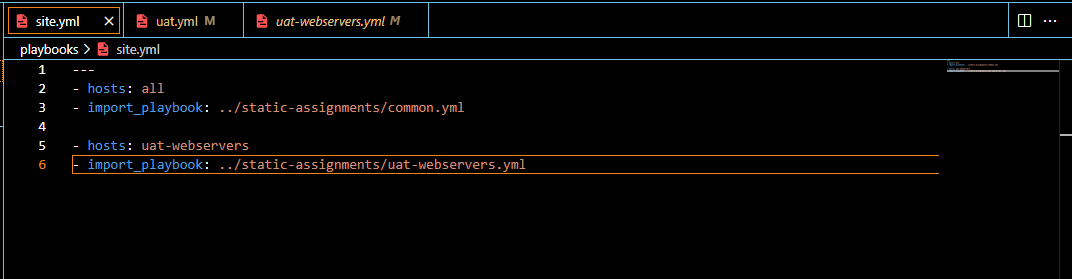 site.yml uat.yml M uat-webservers.yml M
playbooks > site.yml
1 ---
2 - hosts: all
3 - import_playbook: ../static-assignments/common.yml
4
5 - hosts: uat-webservers
6 - import_playbook: ../static-assignments/uat-webservers.yml